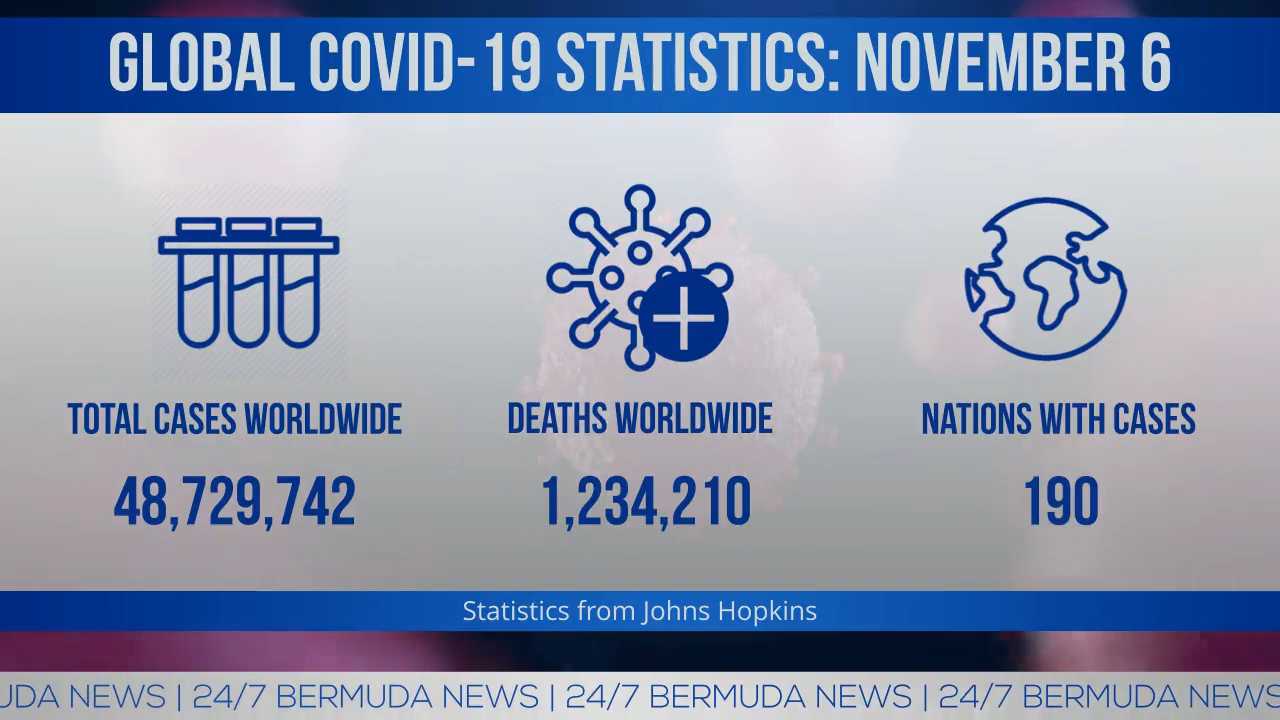 GLOBAL COVID-19 STATISTICS: NOVEMBER 6
TOTAL CASES WORLDWIDE
48,729,742
DEATHS WORLDWIDE
1,234,210
NATIONS WITH CASES
190
Statistics from Johns Hopkins
UDA NEWS | 24/7 BERMUDA NEWS | 24/7 BERMUDA NEWS | 24/7 BERMUDA NEWS